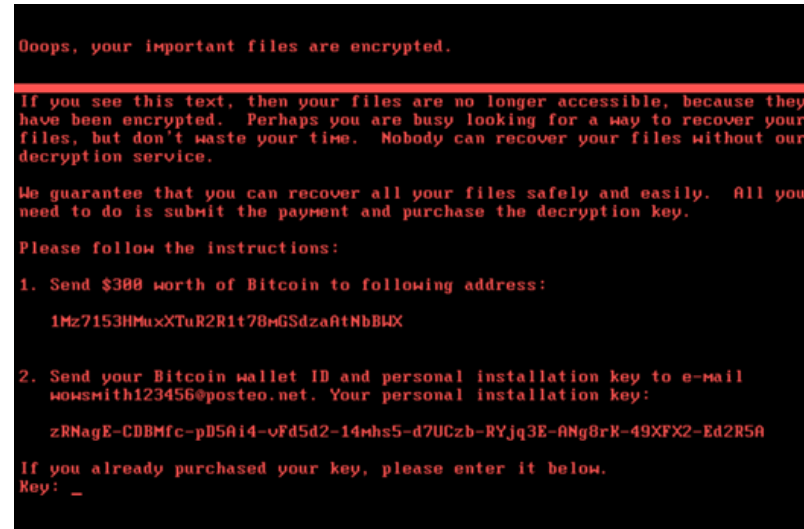 Ooops, your important files are encrypted.
If you see this text, then your files are no longer accessible, because they
have been encrypted. Perhaps you are busy looking for a way to recover your
files, but don't waste your time. Nobody can recover your files without our
decryption service.
We guarantee that you can recover all your files safely and easily. All you
need to do is submit the payment and purchase the decryption key.
Please follow the instructions:
1. Send $300 worth of Bitcoin to following address:
1Mz7153HMuxXTuR2R1t78mGSdzaAtNbBWX
2. Send your Bitcoin wallet ID and personal installation key to e-mail
wowsmith123456@posteo.net. Your personal installation key:
zRNagE-CDBMfc-pD5Ai4-vFd5d2-14mhs5-d7UCzb-RYjq3E-ANg8rK-49XFX2-Ed2R5A
If you already purchased your key, please enter it below.
Key: _